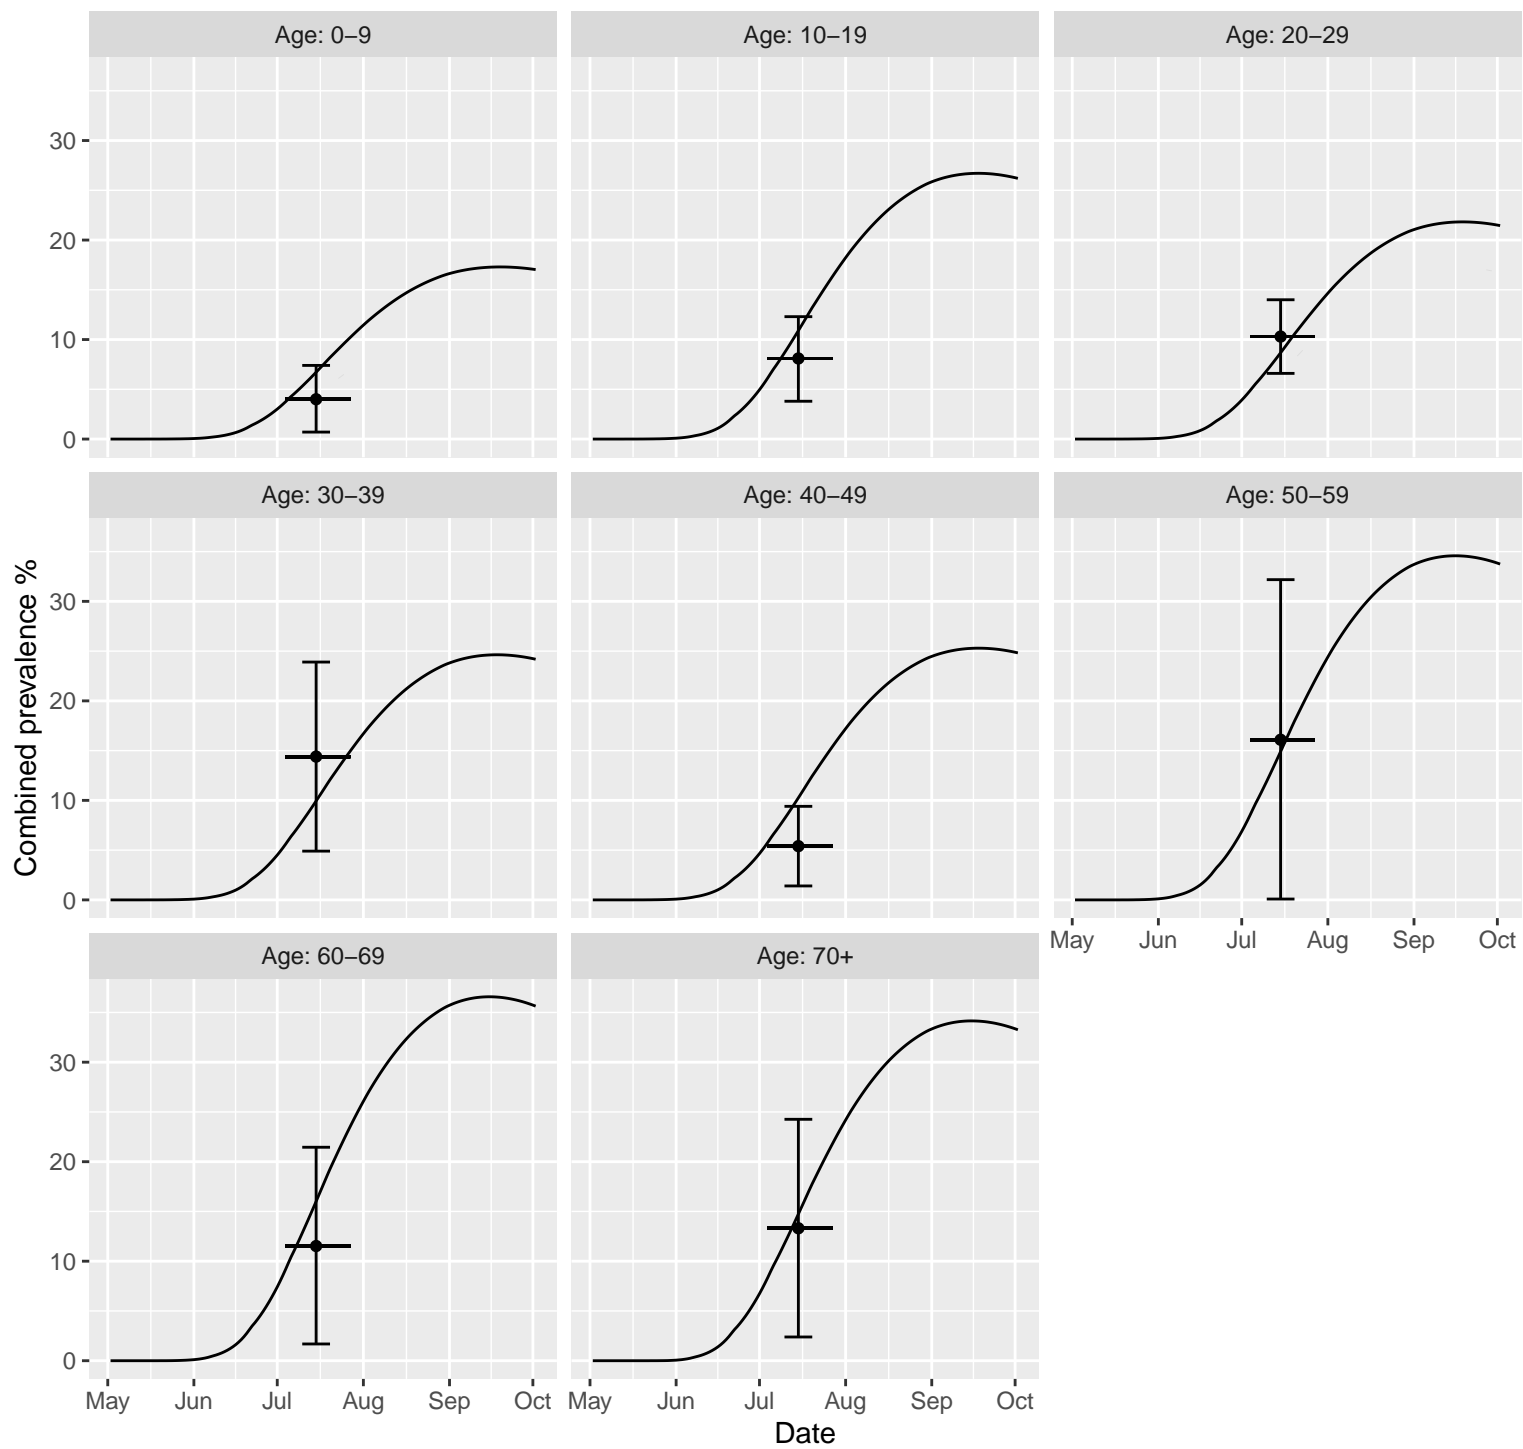 Age: 0–9
Age: 10–19
Age: 20–29
30
20
10
0
Age: 30–39
Age: 40–49
Age: 50–59
Combined prevalence %
30
20
10
0
May Jun Jul Aug Sep Oct
Age: 60–69
Age: 70+
30
20
10
0
May Jun Jul Aug Sep Oct
May Jun Jul Aug Sep Oct
Date